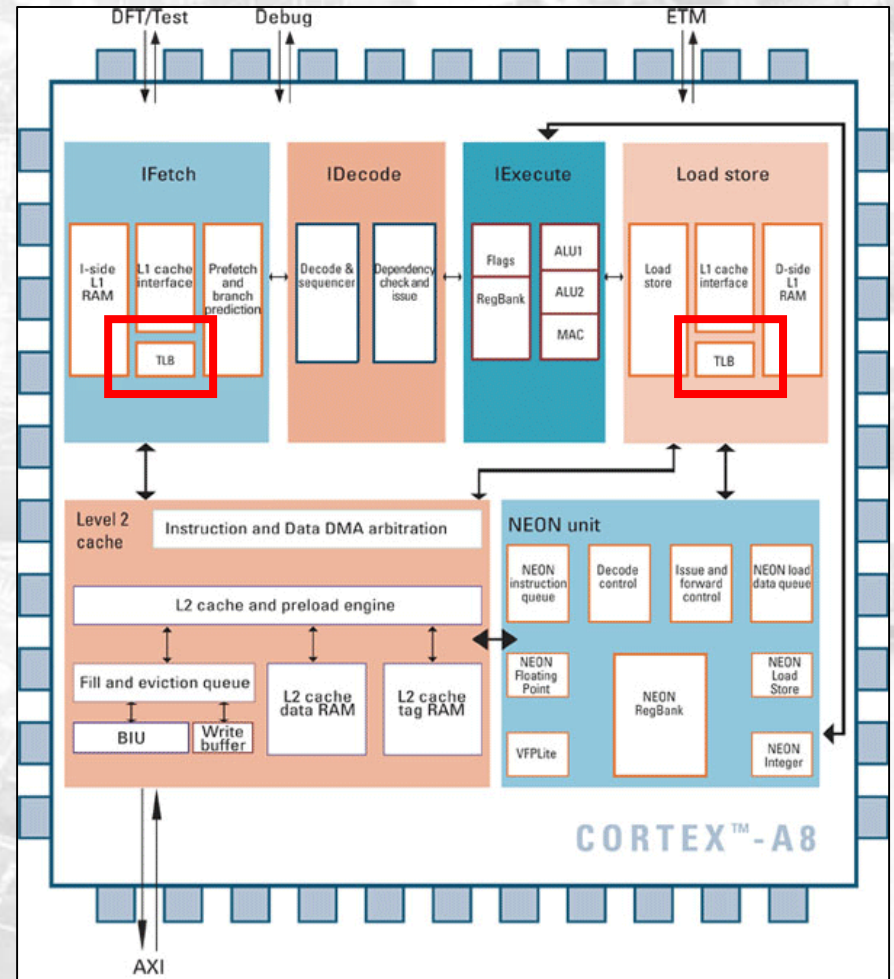 DFT/Test
Debug
ETM
IFetch
I-side
L1
RAM
L1 cache
interface
Prefetch
and
branch
prediction
TLB
IDecode
Decode &
sequencer
Dependency
check and
issue
IExecute
Flags
RegBank
ALU1
ALU2
MAC
Load store
Load
store
L1 cache
interface
D-side
L1
RAM
TLB
Level 2
cache
Instruction and Data DMA arbitration
L2 cache and preload engine
Fill and eviction queue
BIU
Write
buffer
L2 cache
data RAM
L2 cache
tag RAM
NEON unit
NEON
instruction
queue
Decode
control
Issue and
forward
control
NEON load
data queue
NEON
Floating
Point
NEON
RegBank
NEON
Load
Store
VFPLite
NEON
Integer
CORTEX™-A8
AXI